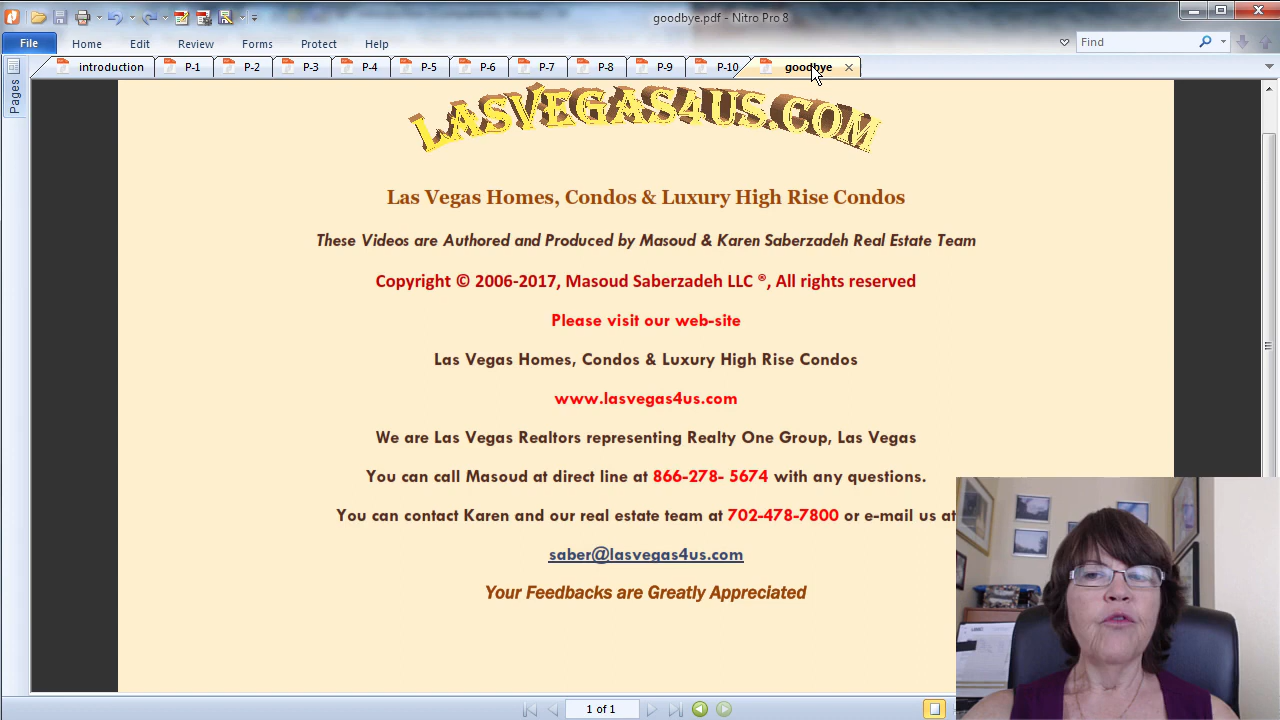 goodbye.pdf - Nitro Pro 8
File Home Edit Review Forms Protect Help Find
introduction P-1 P-2 P-3 P-4 P-5 P-6 P-7 P-8 P-9 P-10 goodbye
Pages
LASVEGAS4US.COM
Las Vegas Homes, Condos & Luxury High Rise Condos
These Videos are Authored and Produced by Masoud & Karen Saberzadeh Real Estate Team
Copyright © 2006-2017, Masoud Saberzadeh LLC ®, All rights reserved
Please visit our web-site
Las Vegas Homes, Condos & Luxury High Rise Condos
www.lasvegas4us.com
We are Las Vegas Realtors representing Realty One Group, Las Vegas
You can call Masoud at direct line at 866-278- 5674 with any questions.
You can contact Karen and our real estate team at 702-478-7800 or e-mail us at
saber@lasvegas4us.com
Your Feedbacks are Greatly Appreciated
1 of 1